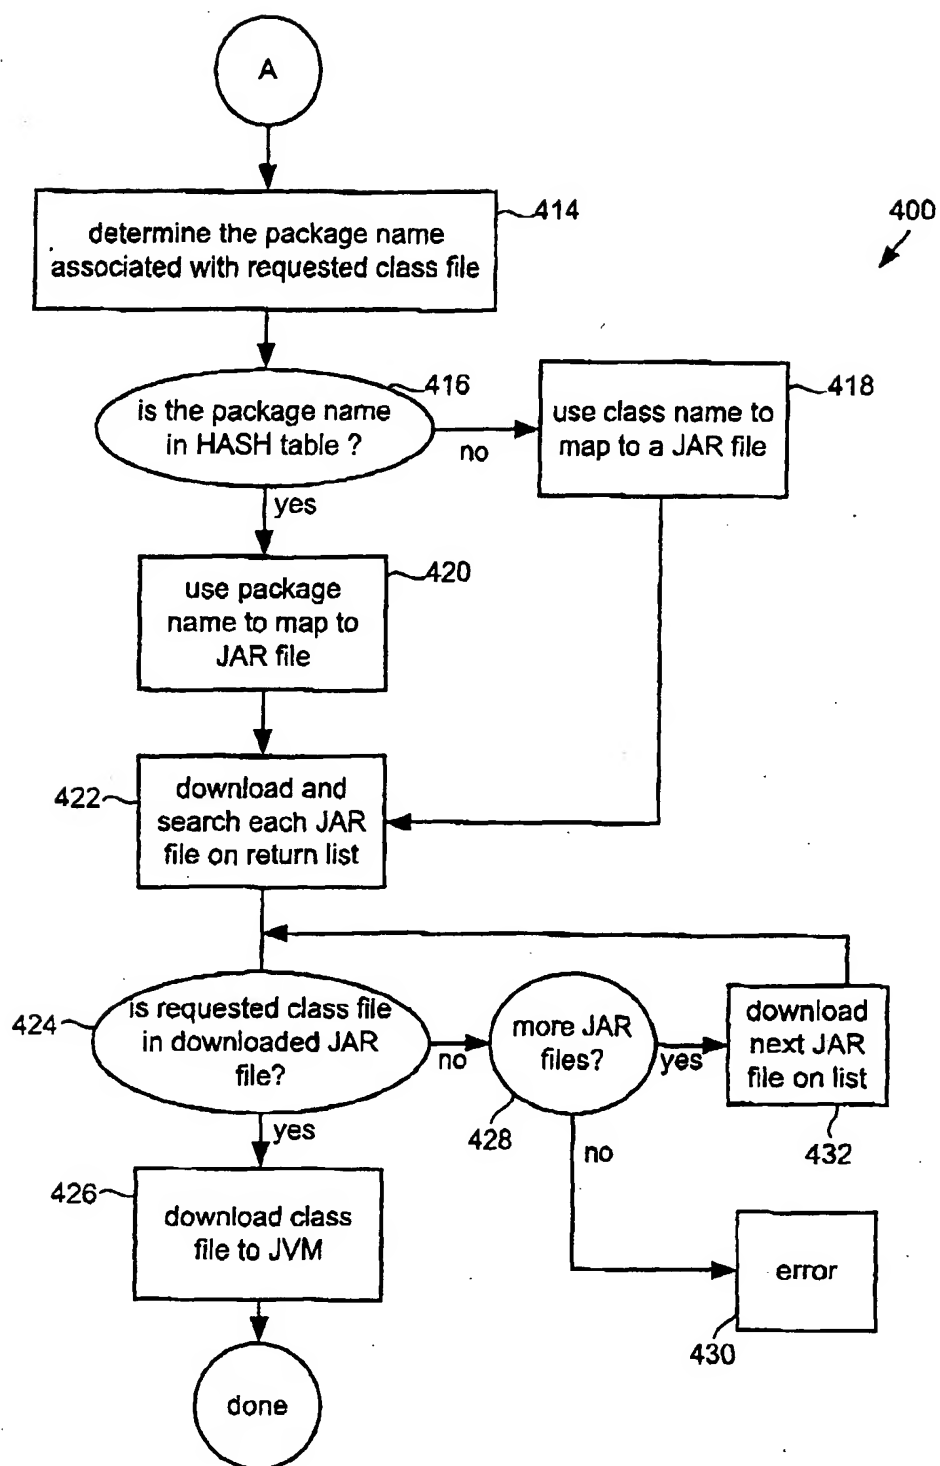 A
determine the package name
associated with requested class file
414
400
is the package name
in HASH table ?
416
no
yes
use class name to
map to a JAR file
418
use package
name to map to
JAR file
420
download and
search each JAR
file on return list
422
is requested class file
in downloaded JAR
file?
424
no
yes
more JAR
files?
428
yes
no
download
next JAR
file on list
432
download class
file to JVM
426
error
430
done